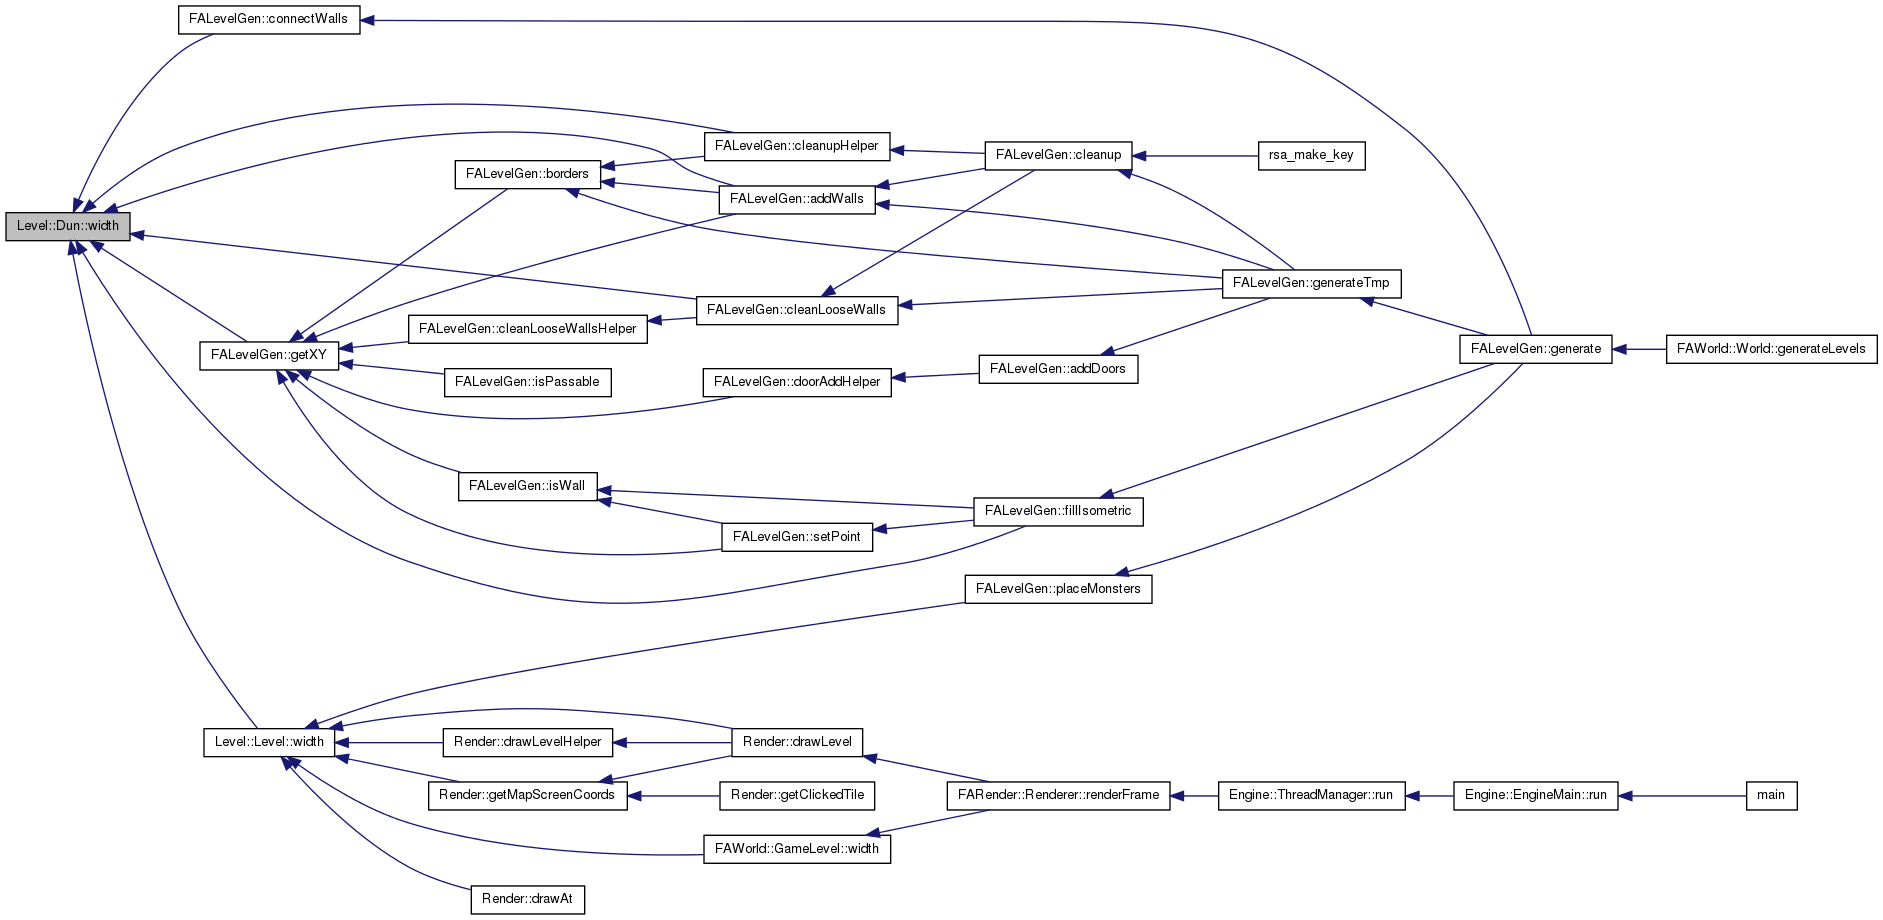 FALevelGen::connectWalls
FALevelGen::cleanupHelper
FALevelGen::cleanup
rsa_make_key
FALevelGen::borders
FALevelGen::addWalls
Level::Dun::width
FALevelGen::generateTmp
FALevelGen::cleanLooseWalls
FALevelGen::cleanLooseWallsHelper
FALevelGen::getXY
FALevelGen::generate
FAWorld::World::generateLevels
FALevelGen::isPassable
FALevelGen::doorAddHelper
FALevelGen::addDoors
FALevelGen::isWall
FALevelGen::fillIsometric
FALevelGen::setPoint
FALevelGen::placeMonsters
Level::Level::width
Render::drawLevelHelper
Render::drawLevel
Render::getMapScreenCoords
Render::getClickedTile
FARender::Renderer::renderFrame
Engine::ThreadManager::run
Engine::EngineMain::run
main
FAWorld::GameLevel::width
Render::drawAt